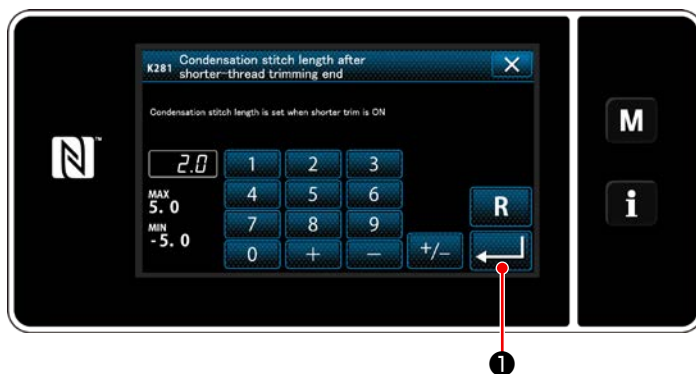 K281 Condensation stitch length after
shorter-thread trimming end
Condensation stitch length is set when shorter trim is ON
2.0 1 2 3
MAX
5.0
4 5 6
R
MIN
-5.0
7 8 9
0 + − +/−
M
i
N
™
❶